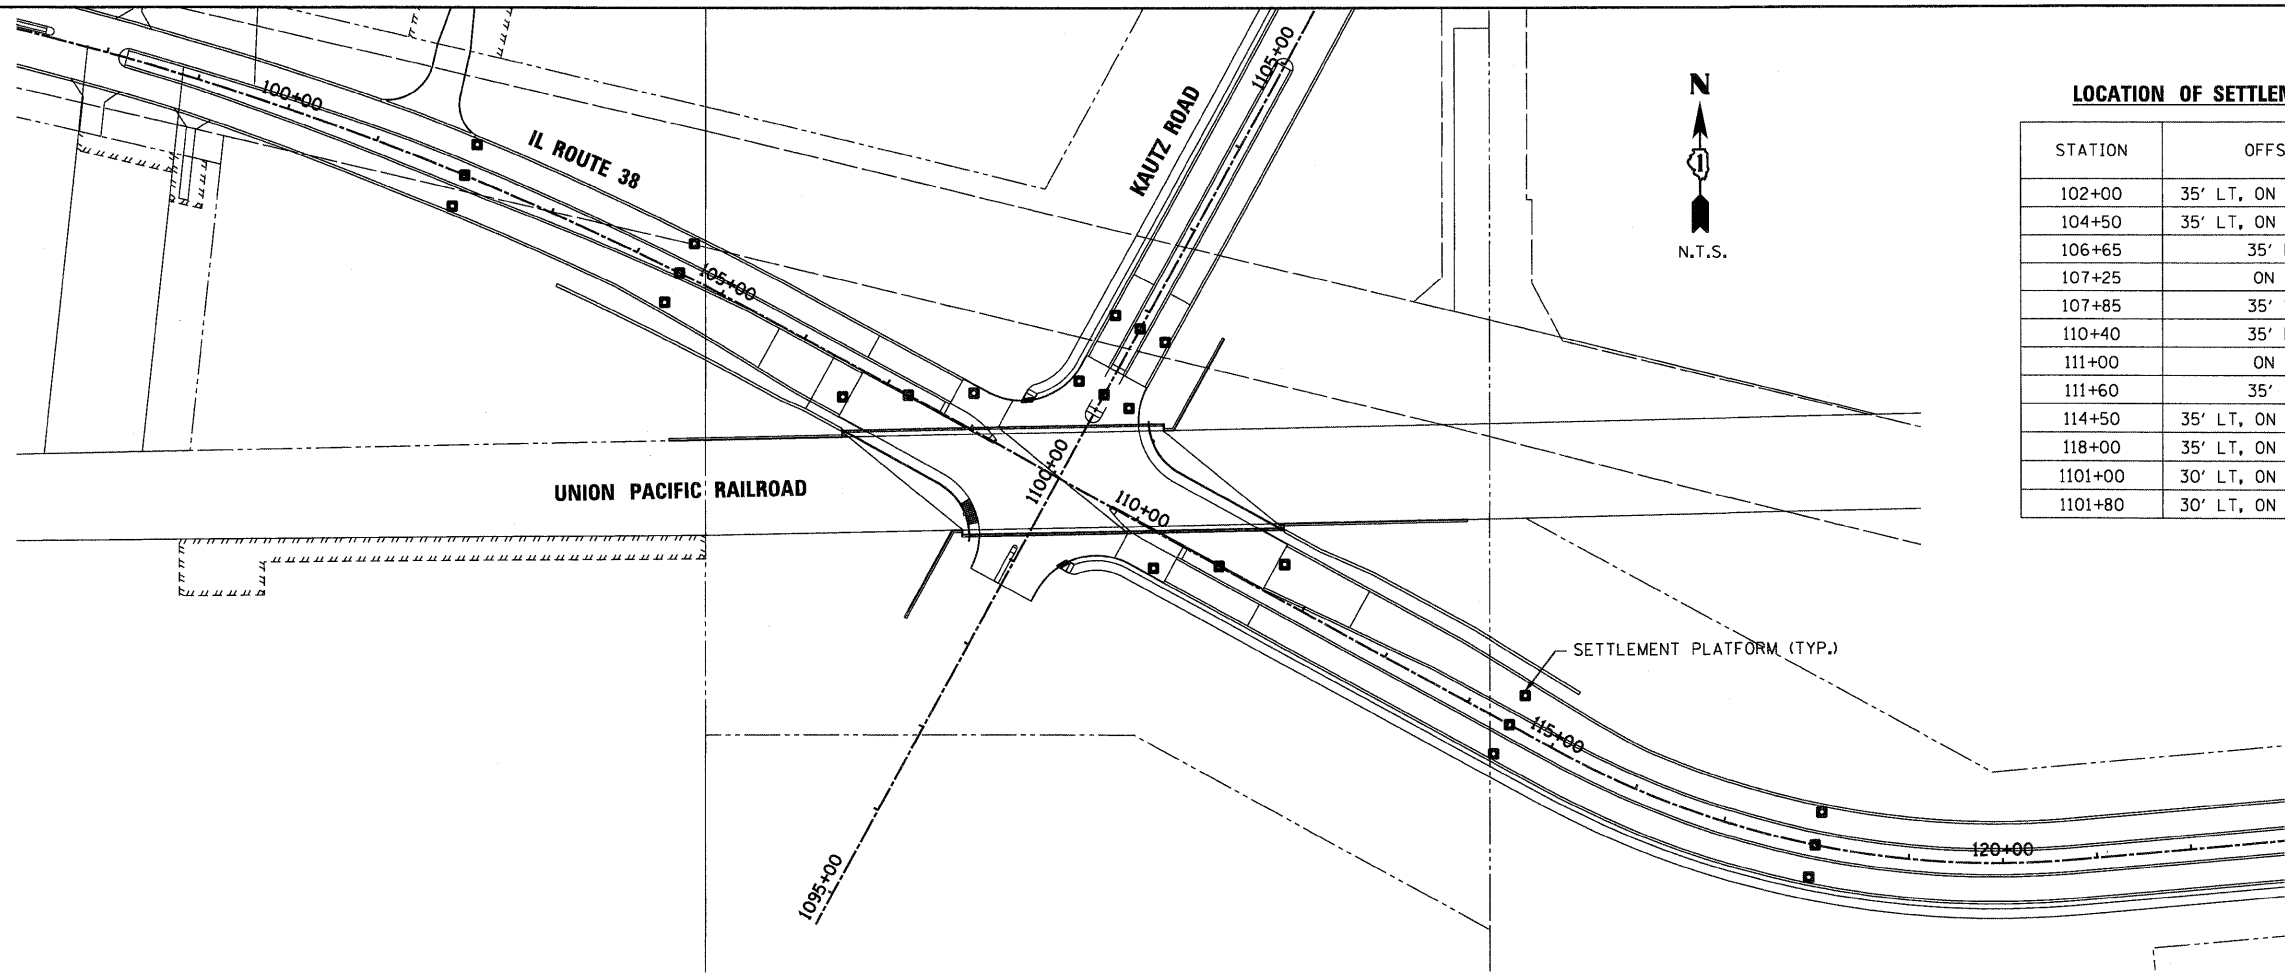 100+00
IL ROUTE 38
105+00
KAUTZ ROAD
1105+00
N
1
N.T.S.
UNION PACIFIC RAILROAD
1100+00
110+00
1095+00
SETTLEMENT PLATFORM (TYP.)
115+00
120+00
LOCATION OF
STATION
102+00 35' LT, ON
104+50 35' LT, ON
106+65 35'
107+25 ON
107+85 35'
110+40 35'
111+00 ON
111+60 35'
114+50 35' LT, ON
118+00 35' LT, ON
1101+00 30' LT, ON
1101+80 30' LT, ON